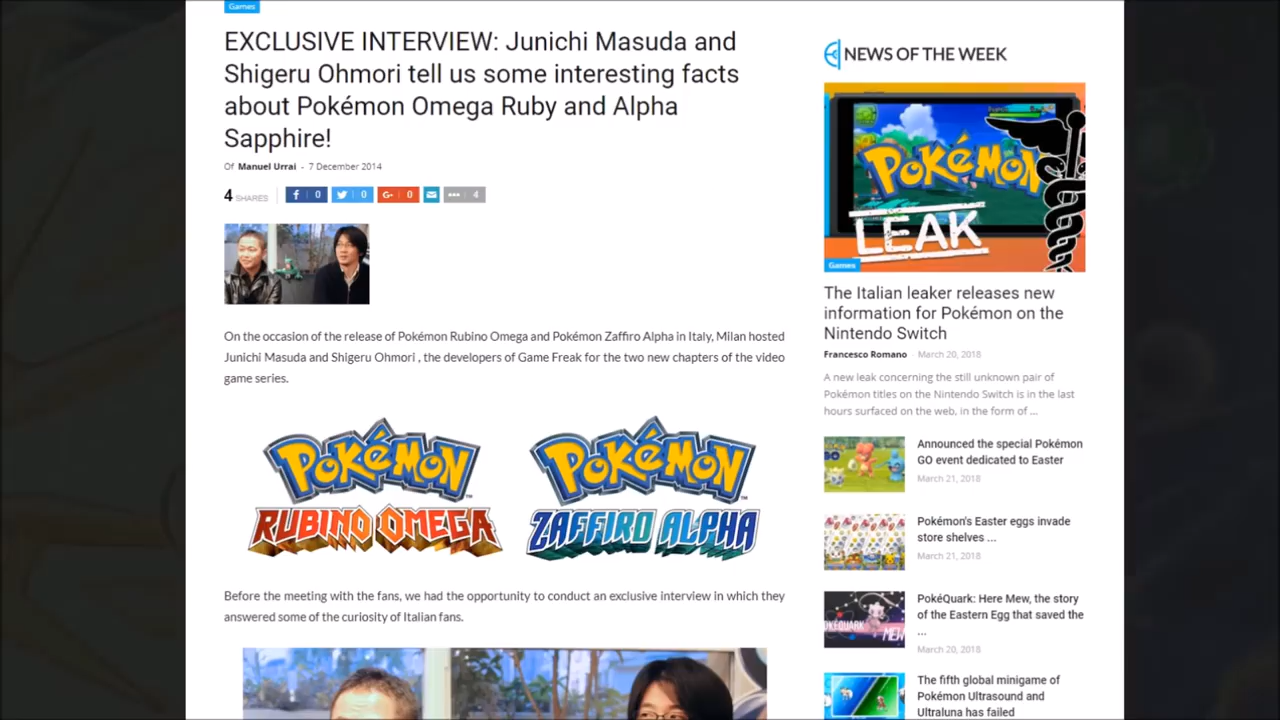 Games
EXCLUSIVE INTERVIEW: Junichi Masuda and
Shigeru Ohmori tell us some interesting facts
about Pokémon Omega Ruby and Alpha
Sapphire!
Of Manuel Urrai - 7 December 2014
4 SHARES
0
0
0
4
On the occasion of the release of Pokémon Rubino Omega and Pokémon Zaffiro Alpha in Italy, Milan hosted
Junichi Masuda and Shigeru Ohmori , the developers of Game Freak for the two new chapters of the video
game series.
POKéMON
RUBINO OMEGA
POKéMON
ZAFFIRO ALPHA
Before the meeting with the fans, we had the opportunity to conduct an exclusive interview in which they
answered some of the curiosity of Italian fans.
NEWS OF THE WEEK
POKéMON
LEAK
Games
The Italian leaker releases new
information for Pokémon on the
Nintendo Switch
Francesco Romano - March 20, 2018
A new leak concerning the still unknown pair of
Pokémon titles on the Nintendo Switch is in the last
hours surfaced on the web, in the form of ...
GO
Announced the special Pokémon
GO event dedicated to Easter
March 21, 2018
Pokémon's Easter eggs invade
store shelves ...
March 21, 2018
POKÉQUARK
MEW
PokéQuark: Here Mew, the story
of the Eastern Egg that saved the
...
March 20, 2018
The fifth global minigame of
Pokémon Ultrasound and
Ultraluna has failed